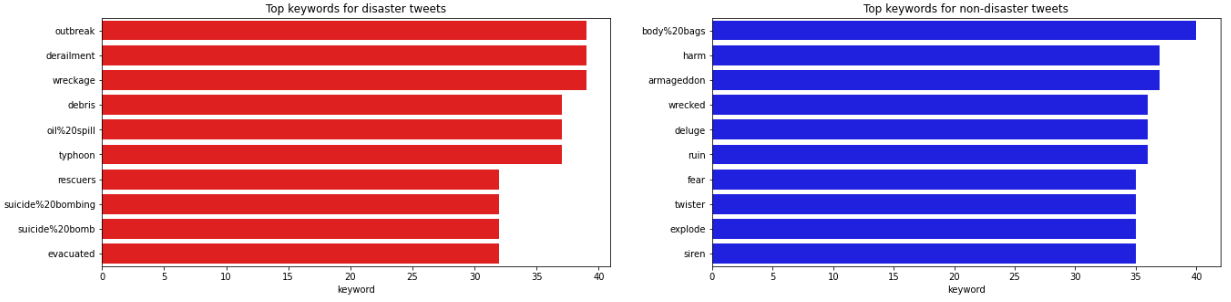 Top keywords for disaster tweets
outbreak
derailment
wreckage
debris
oil%20spill
typhoon
rescuers
suicide%20bombing
suicide%20bomb
evacuated
0 5 10 15 20 25 30 35 40
keyword
Top keywords for non-disaster tweets
body%20bags
harm
armageddon
wrecked
deluge
ruin
fear
twister
explode
siren
0 5 10 15 20 25 30 35 40
keyword